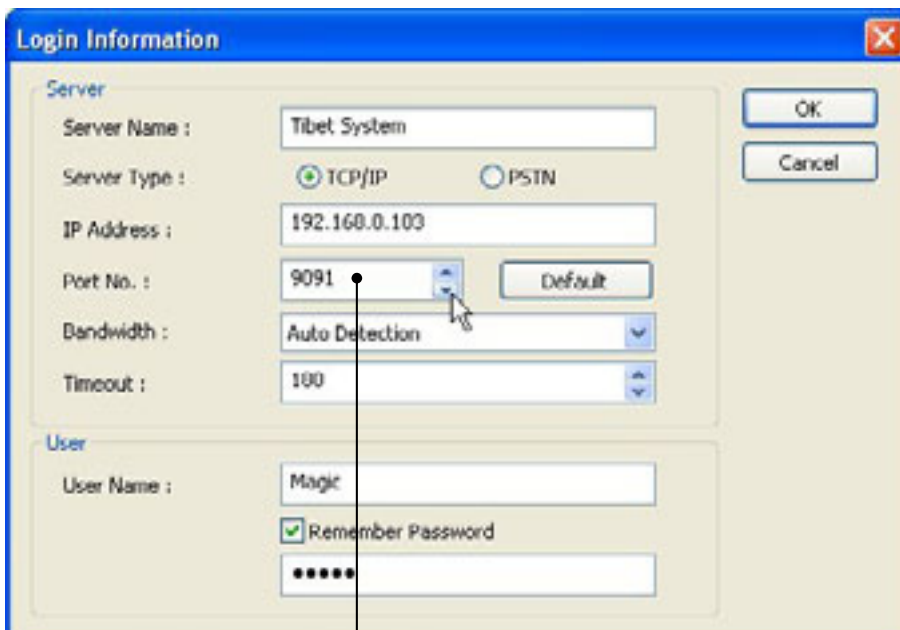 Login Information
Server
Server Name :
Tibet System
OK
Server Type :
TCP/IP
PSTN
Cancel
IP Address :
192.168.0.103
Port No. :
9091
Default
Bandwidth :
Auto Detection
Timeout :
180
User
User Name :
Magic
Remember Password
•••••